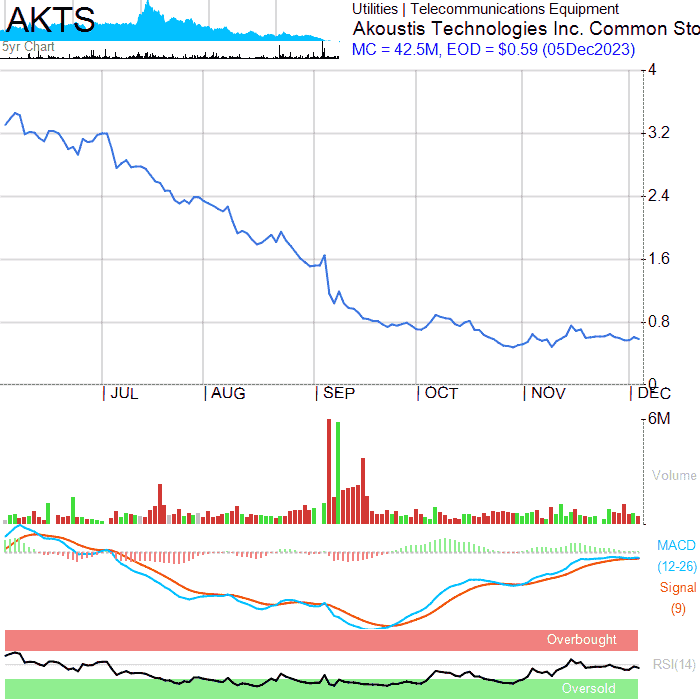 AKTS
5yr Chart
Utilities | Telecommunications Equipment
Akoustis Technologies Inc. Common Sto
MC = 42.5M, EOD = $0.59 (05Dec2023)
4
3.2
2.4
1.6
0.8
0
| JUL | AUG | SEP | OCT | NOV | DEC
6M
Volume
MACD
(12-26)
Signal
(9)
Overbought
RSI(14)
Oversold